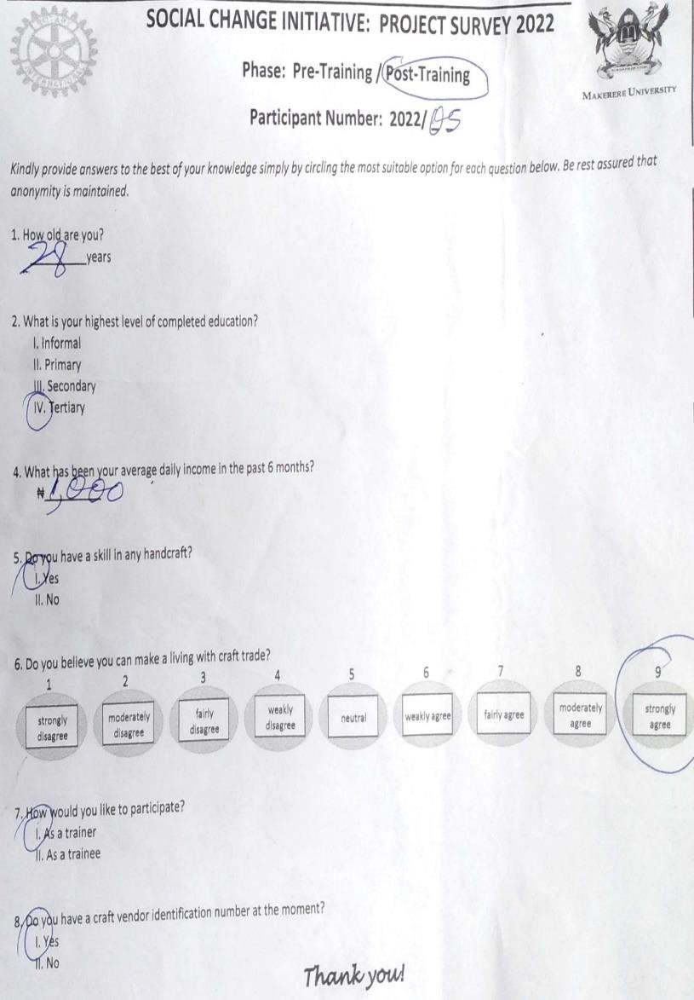 SOCIAL CHANGE INITIATIVE: PROJECT SURVEY 2022
Phase: Pre-Training / Post-Training
MAKERERE UNIVERSITY
Participant Number: 2022/05
Kindly provide answers to the best of your knowledge simply by circling the most suitable option for each question below. Be rest assured that
anonymity is maintained.
1. How old are you?
28 years
2. What is your highest level of completed education?
I. Informal
II. Primary
III. Secondary
IV. Tertiary
4. What has been your average daily income in the past 6 months?
₦ 1,000
5. Do you have a skill in any handcraft?
I. Yes
II. No
6. Do you believe you can make a living with craft trade?
1 2 3 4 5 6 7 8 9
strongly disagree moderately disagree fairly disagree weakly disagree neutral weakly agree fairly agree moderately agree strongly agree
7. How would you like to participate?
I. As a trainer
II. As a trainee
8. Do you have a craft vendor identification number at the moment?
I. Yes
II. No
Thank you!